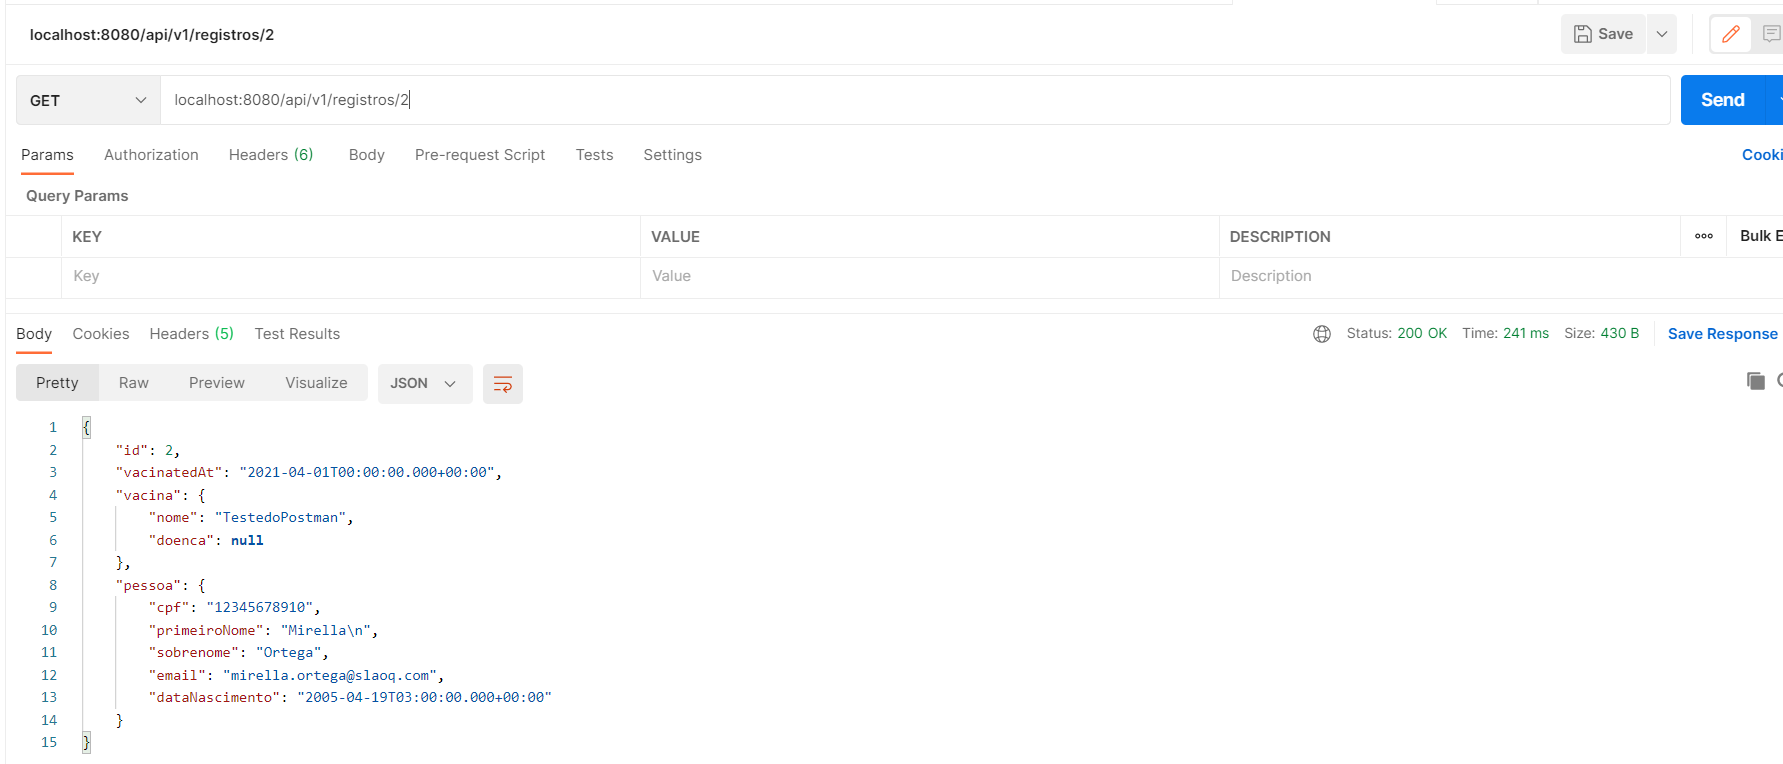 localhost:8080/api/v1/registros/2
Save
GET
localhost:8080/api/v1/registros/2
Send
Params Authorization Headers (6) Body Pre-request Script Tests Settings Cooki
Query Params
KEY VALUE DESCRIPTION ooo Bulk E
Key Value Description
Body Cookies Headers (5) Test Results Status: 200 OK Time: 241 ms Size: 430 B Save Response
Pretty Raw Preview Visualize JSON
1 {
2 "id": 2,
3 "vacinatedAt": "2021-04-01T00:00:00.000+00:00",
4 "vacina": {
5 "nome": "TestedoPostman",
6 "doenca": null
7 },
8 "pessoa": {
9 "cpf": "12345678910",
10 "primeiroNome": "Mirella\n",
11 "sobrenome": "Ortega",
12 "email": "mirella.ortega@slaoq.com",
13 "dataNascimento": "2005-04-19T03:00:00.000+00:00"
14 }
15 }